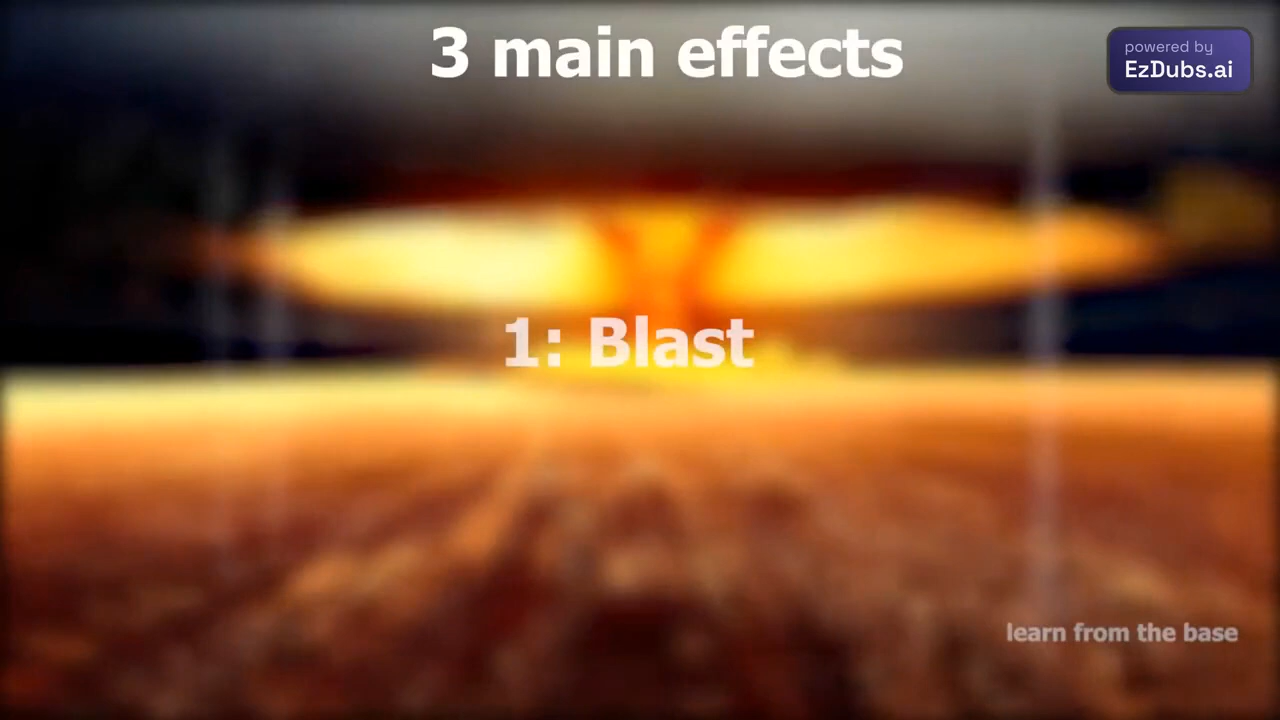 3 main effects
powered by
EzDubs.ai
1: Blast
learn from the base